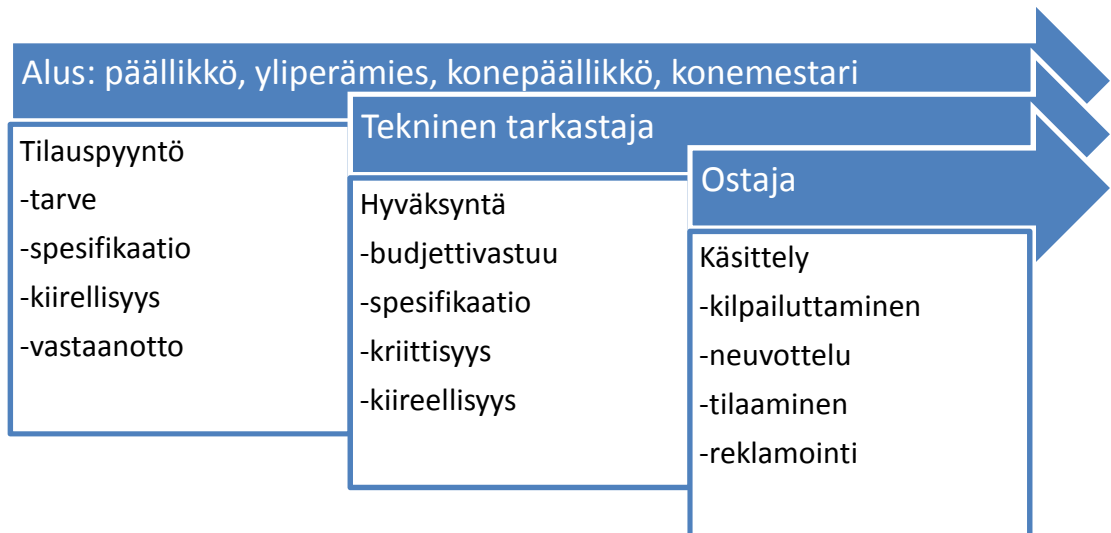 Alus: päällikkö, yliperämies, konepäällikkö, konemestari
Tilauspyyntö
-tarve
-spesifikaatio
-kiirellisyys
-vastaanotto
Tekninen tarkastaja
Hyväksyntä
-budjettivastuu
-spesifikaatio
-kriittisyys
-kiireellisyys
Ostaja
Käsittely
-kilpailuttaminen
-neuvottelu
-tilaaminen
-reklamointi